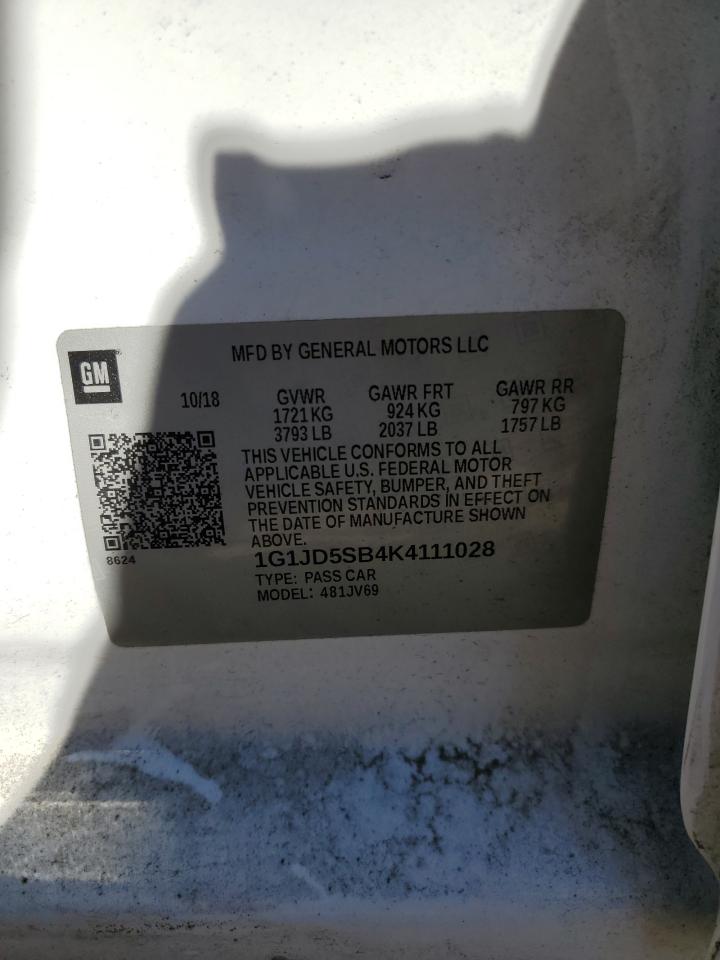 MFD BY GENERAL MOTORS LLC
GM
10/18
GVWR GAWR FRT GAWR RR
1721 KG 924 KG 797 KG
3793 LB 2037 LB 1757 LB
THIS VEHICLE CONFORMS TO ALL
APPLICABLE U.S. FEDERAL MOTOR
VEHICLE SAFETY, BUMPER, AND THEFT
PREVENTION STANDARDS IN EFFECT ON
THE DATE OF MANUFACTURE SHOWN
ABOVE.
8624
1G1JD5SB4K4111028
TYPE: PASS CAR
MODEL: 481JV69